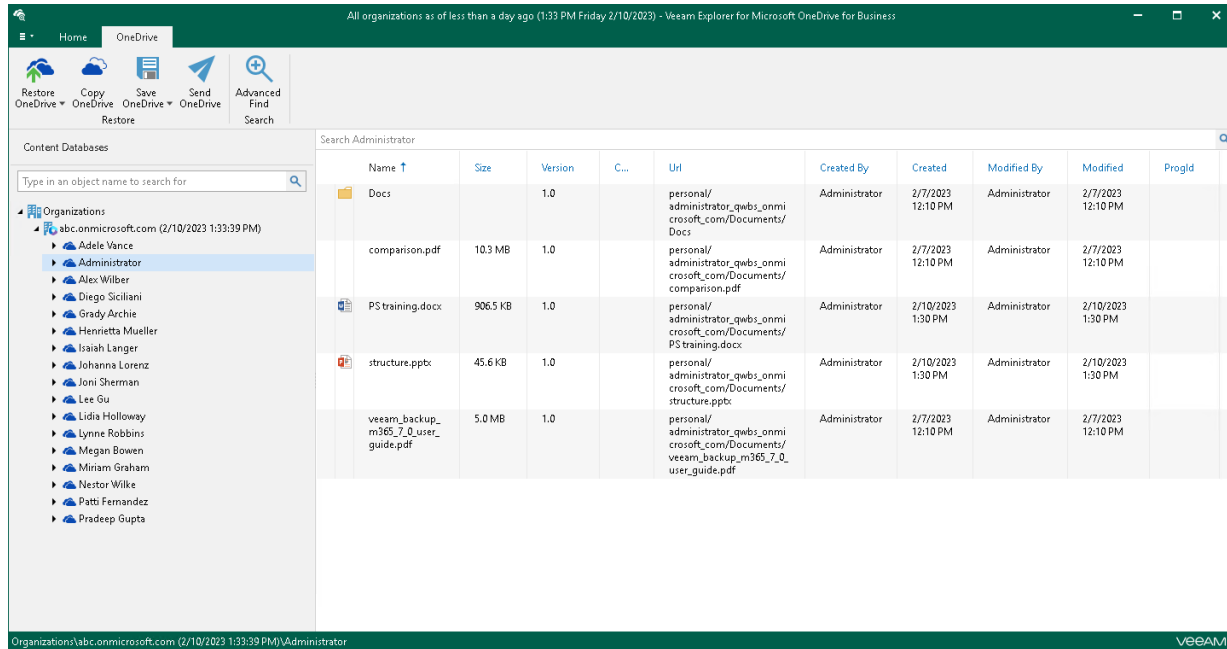 All organizations as of less than a day ago (1:33 PM Friday 2/10/2023) - Veeam Explorer for Microsoft OneDrive for Business
Home OneDrive
Restore OneDrive
Copy OneDrive
Save OneDrive
Send OneDrive
Advanced Find
Restore
Search
Content Databases
Type in an object name to search for
Organizations
abc.onmicrosoft.com (2/10/2023 1:33:39 PM)
Adele Vance
Administrator
Alex Wilber
Diego Siciliani
Grady Archie
Henrietta Mueller
Isaiah Langer
Johanna Lorenz
Joni Sherman
Lee Gu
Lidia Holloway
Lynne Robbins
Megan Bowen
Miriam Graham
Nestor Wilke
Patti Fernandez
Pradeep Gupta
Search Administrator
Name Size Version C... Url Created By Created Modified By Modified ProgId
Docs 1.0 personal/ Administrator 2/7/2023 Administrator 2/7/2023
administrator_qwbs_onmi 12:10 PM 12:10 PM
crosoft_com/Documents/
Docs
comparison.pdf 10.3 MB 1.0 personal/ Administrator 2/7/2023 Administrator 2/7/2023
administrator_qwbs_onmi 12:10 PM 12:10 PM
crosoft_com/Documents/
comparison.pdf
PS training.docx 906.5 KB 1.0 personal/ Administrator 2/10/2023 Administrator 2/10/2023
administrator_qwbs_onmi 1:30 PM 1:30 PM
crosoft_com/Documents/
PS training.docx
structure.pptx 45.6 KB 1.0 personal/ Administrator 2/10/2023 Administrator 2/10/2023
administrator_qwbs_onmi 1:30 PM 1:30 PM
crosoft_com/Documents/
structure.pptx
veeam_backup_ 5.0 MB 1.0 personal/ Administrator 2/7/2023 Administrator 2/7/2023
m365_7_0_user_ administrator_qwbs_onmi 12:10 PM 12:10 PM
guide.pdf crosoft_com/Documents/
veeam_backup_m365_7_0_
user_guide.pdf
Organizations\abc.onmicrosoft.com (2/10/2023 1:33:39 PM)\Administrator
veeAM